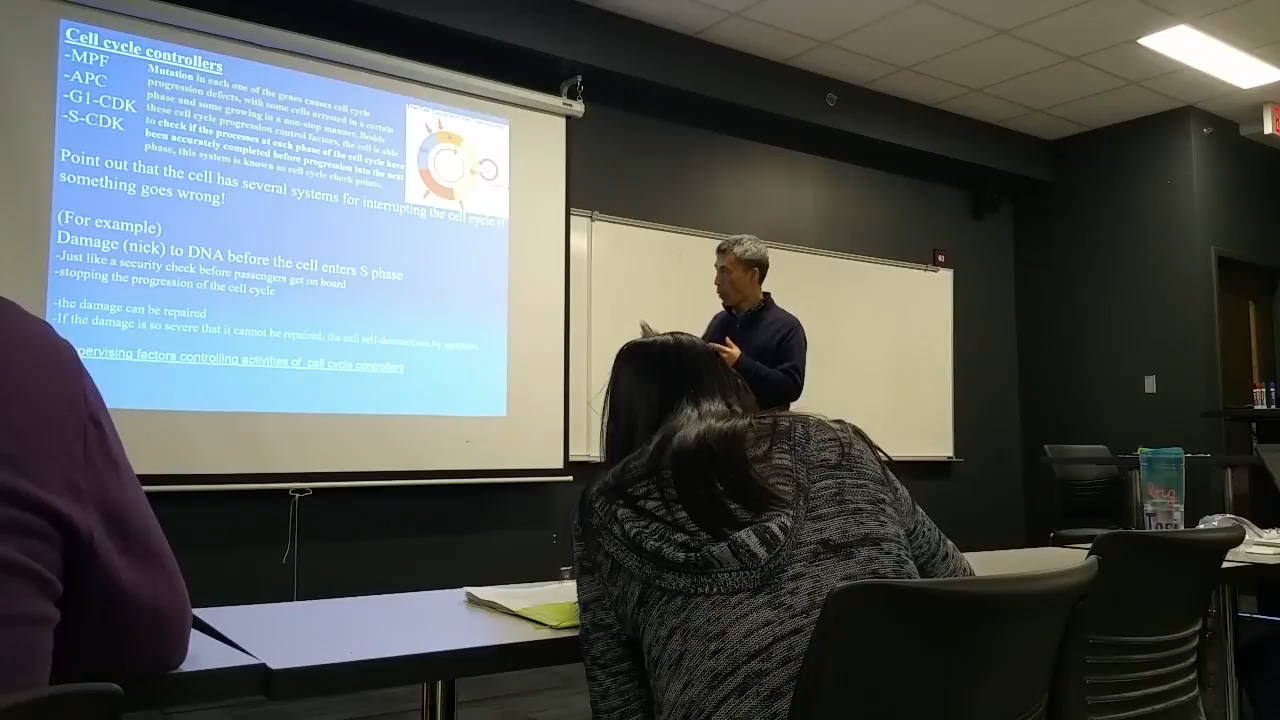 Cell cycle controllers
-MPF
-APC
-G1-CDK
-S-CDK
Mutation in each one of the genes causes cell cycle
progression defects, with some cells arrested in a certain
phase and some growing in a non-stop manner. Beside
these cell cycle progression control factors, the cell is able
to check if the processes at each phase of the cell cycle have
been accurately completed before progression into the next
phase, this system is known as cell cycle check points.
Point out that the cell has several systems for interrupting the cell cycle if
something goes wrong!
(For example)
Damage (nick) to DNA before the cell enters S phase
-Just like a security check before passengers get on board
-stopping the progression of the cell cycle
-the damage can be repaired
-If the damage is so severe that it cannot be repaired, the cell self-destructions by apoptosis
pervising factors controlling activities of cell cycle controllers
60